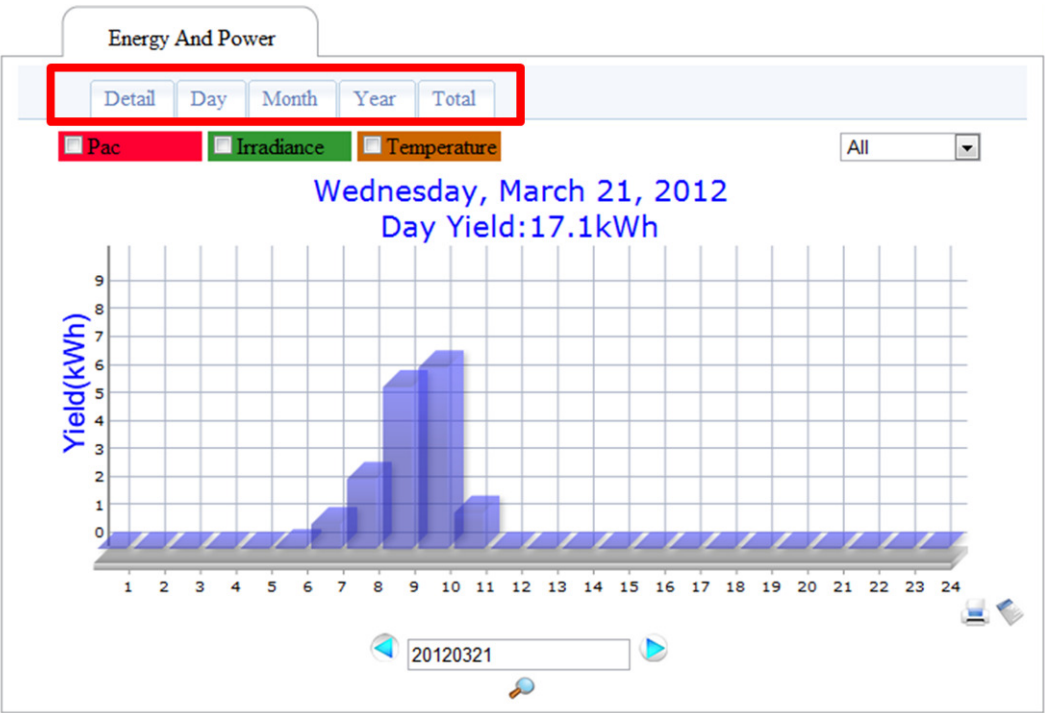 Energy And Power
Detail Day Month Year Total
Pac Irradiance Temperature All
Wednesday, March 21, 2012
Day Yield:17.1kWh
Yield(kWh)
9
8
7
6
5
4
3
2
1
0
1 2 3 4 5 6 7 8 9 10 11 12 13 14 15 16 17 18 19 20 21 22 23 24
20120321